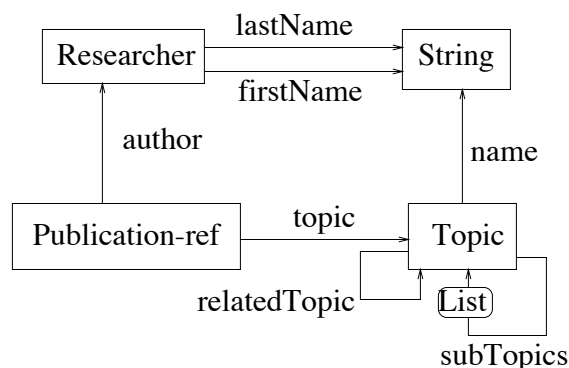 lastName
Researcher
String
firstName
author
name
Publication-ref
topic
Topic
relatedTopic
List
subTopics